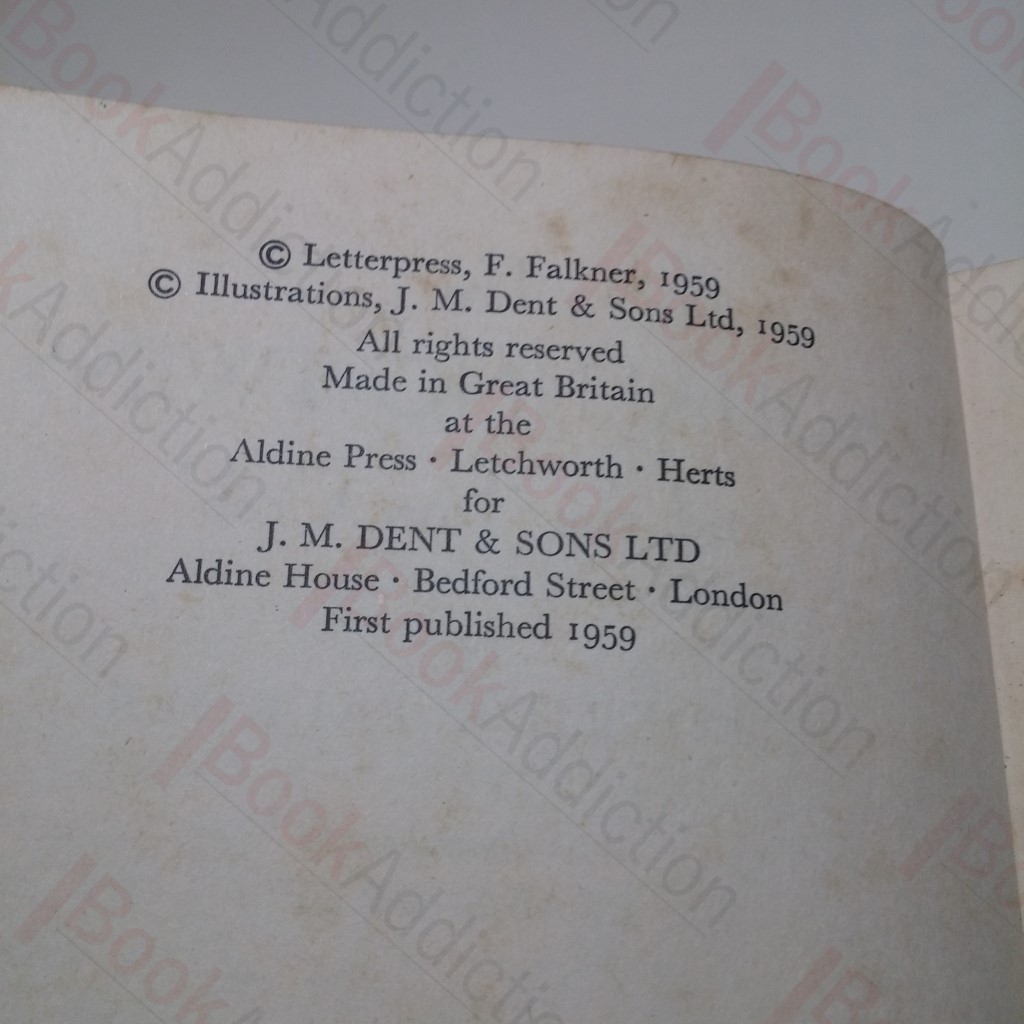 © Letterpress, F. Falkner, 1959
© Illustrations, J. M. Dent & Sons Ltd, 1959
All rights reserved
Made in Great Britain
at the
Aldine Press · Letchworth · Herts
for
J. M. DENT & SONS LTD
Aldine House · Bedford Street · London
First published 1959
BookAddiction